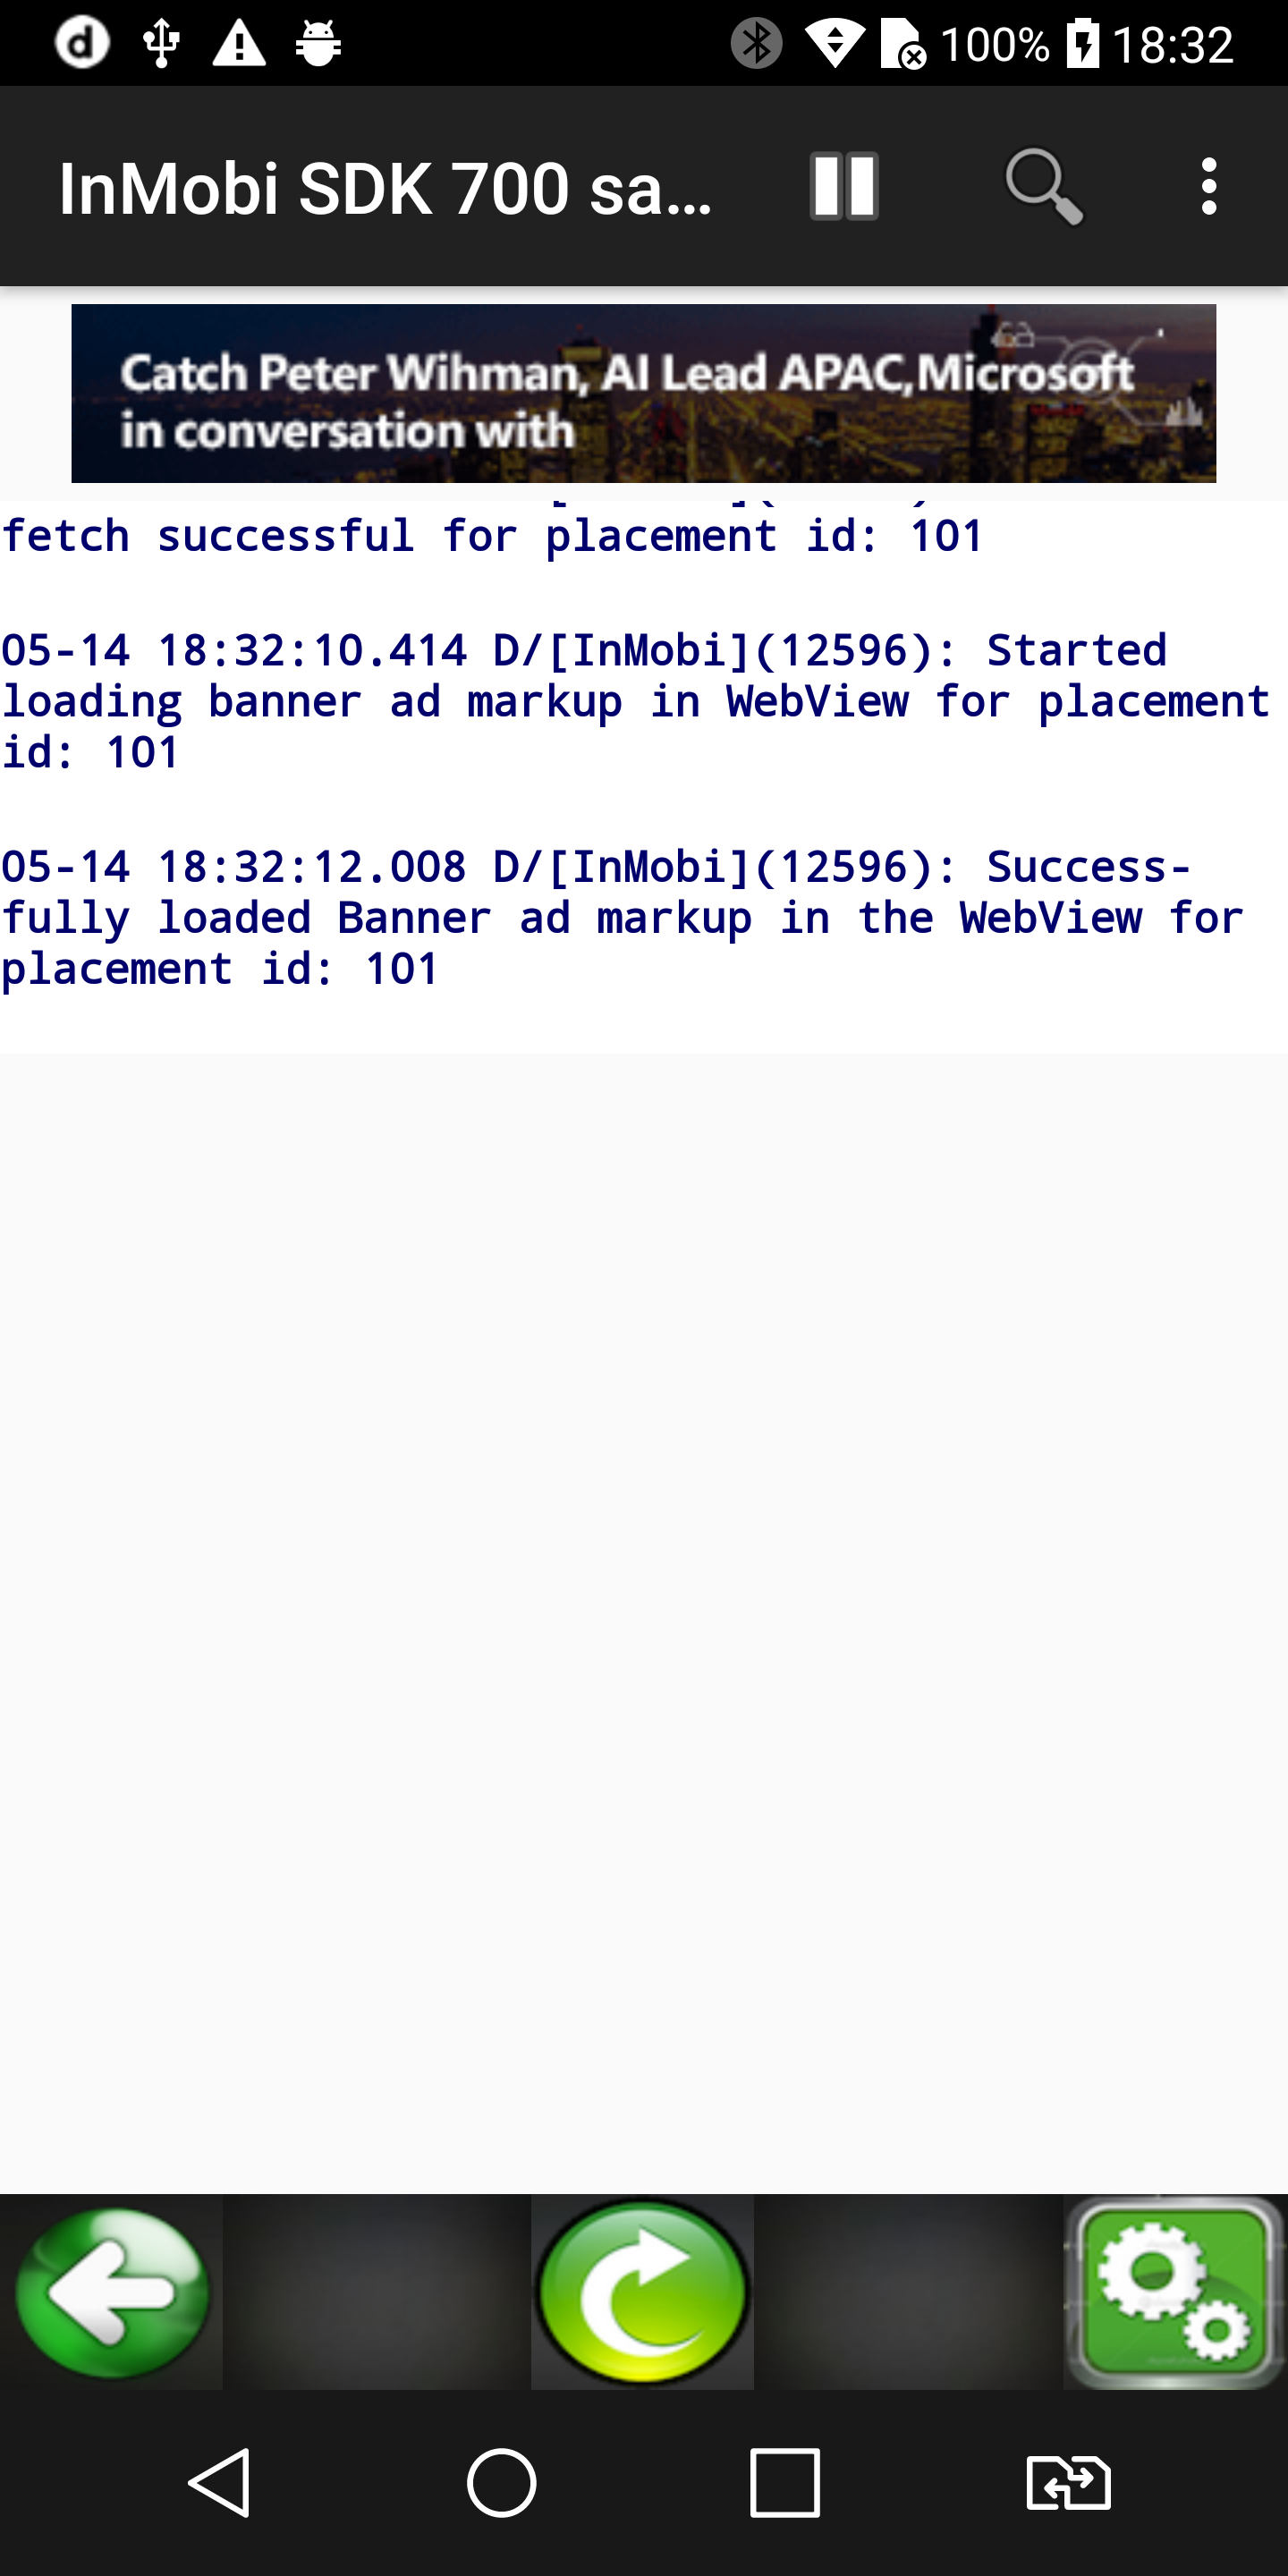 100% 18:32
InMobi SDK 700 sa...
Catch Peter Wihman, AI Lead APAC,Microsoft
in conversation with
fetch successful for placement id: 101
05-14 18:32:10.414 D/[InMobi](12596): Started
loading banner ad markup in WebView for placement
id: 101
05-14 18:32:12.008 D/[InMobi](12596): Success-
fully loaded Banner ad markup in the WebView for
placement id: 101